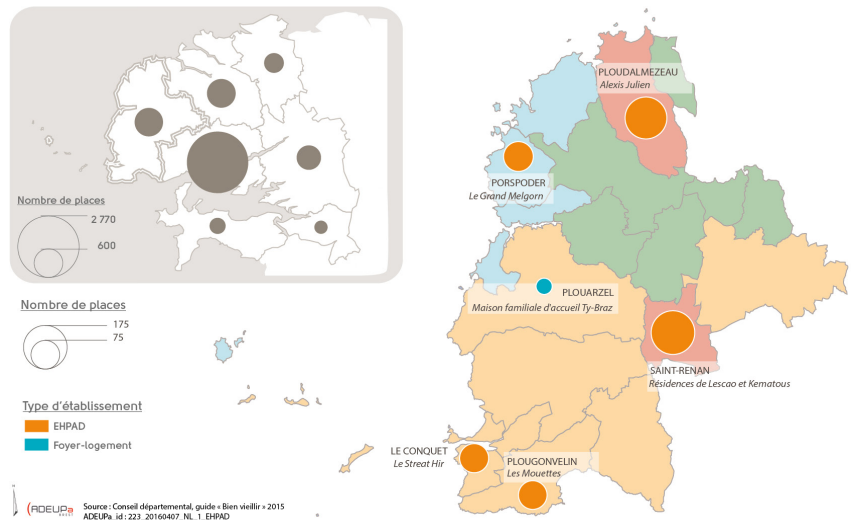 Nombre de places
2 770
600
Nombre de places
175
75
Type d'établissement
EHPAD
Foyer-logement
PLOUDALMEZEAU
Alexis Julien
PORSPODER
Le Grand Melgorn
PLOUARZEL
Maison familiale d'accueil Ty-Braz
SAINT-RENAN
Résidences de Lescao et Kematous
LE CONQUET
Le Streat Hir
PLOUGONVELIN
Les Mouettes
N
ADEUPa
BREST
Source : Conseil départemental, guide « Bien vieillir » 2015
ADEUPa_id : 223_20160407_NL_1_EHPAD